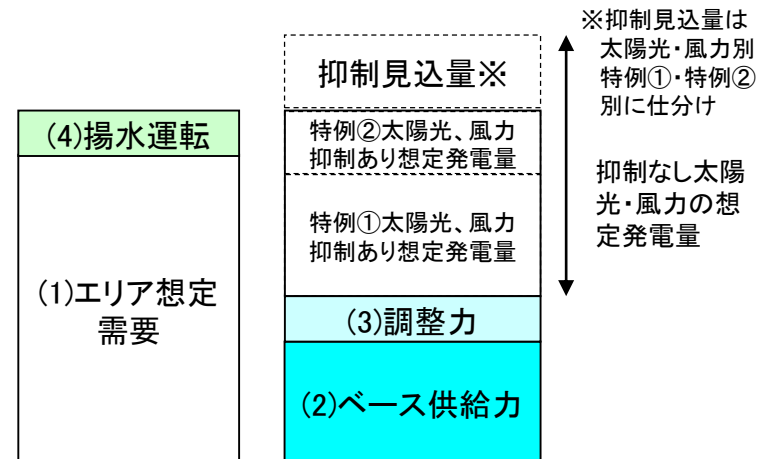 (4)揚水運転
(1)エリア想定
需要
抑制見込量※
特例②太陽光、風力
抑制あり想定発電量
特例①太陽光、風力
抑制あり想定発電量
(3)調整力
(2)ベース供給力
※抑制見込量は
太陽光・風力別
特例①・特例②
別に仕分け
抑制なし太陽
光・風力の想
定発電量